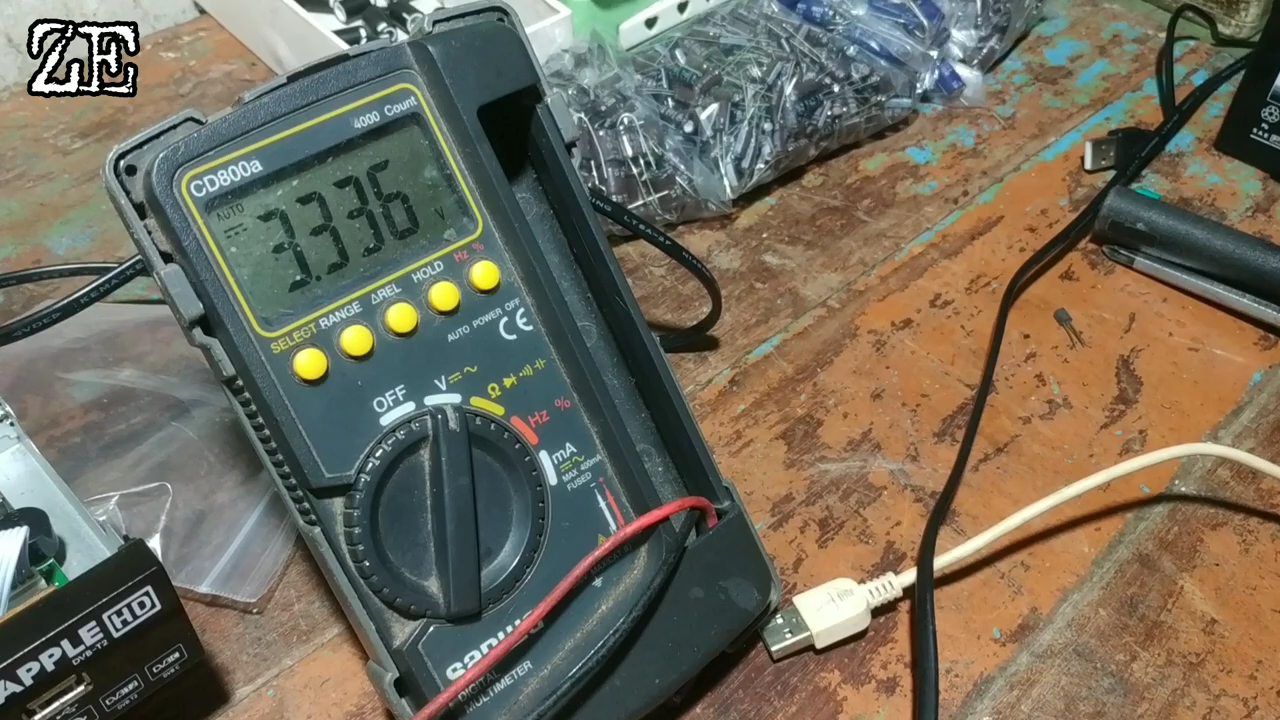 ZE
4000 Count
CD800a
AUTO
3.336 V
SELECT RANGE ΔREL HOLD Hz %
AUTO POWER OFF
CE
OFF
V
Ω
Hz %
mA
MAX 400mA
FUSED
sanwa
DIGITAL
MULTIMETER
APPLE HD
DVB-T2